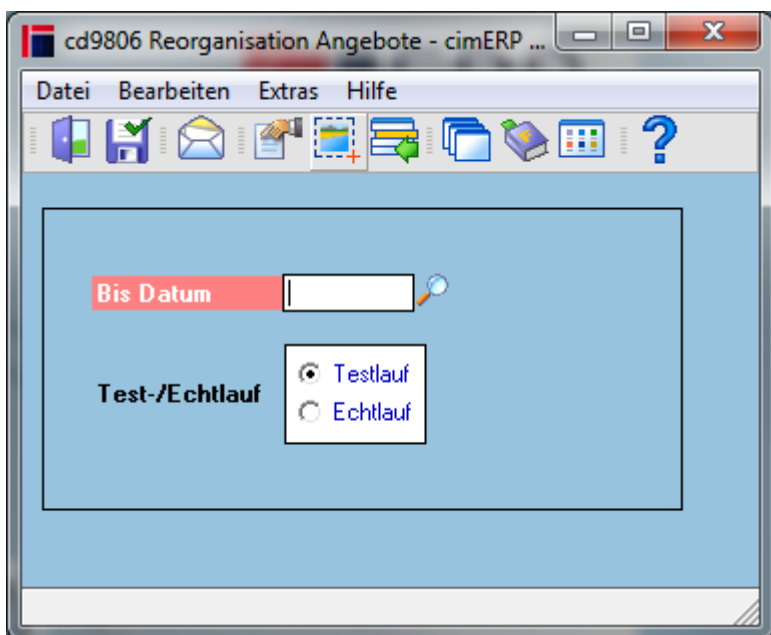 cd9806 Reorganisation Angebote - cimERP ...
Datei Bearbeiten Extras Hilfe
Bis Datum
Test-/Echtlauf
Testlauf
Echtlauf